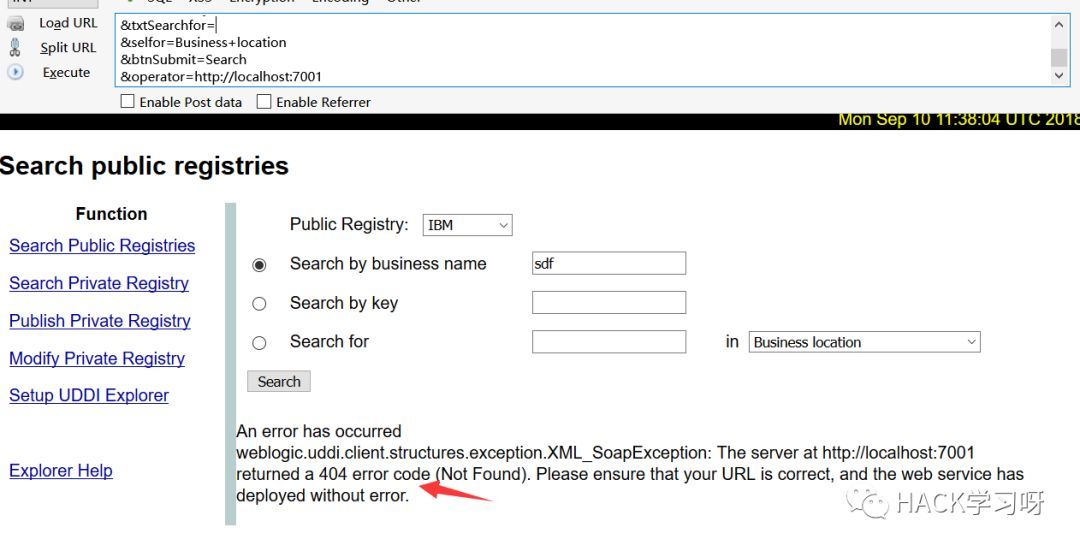 SQL XSS Encryption Encoding Other
Load URL
Split URL
Execute
&txtSearchfor=
&selfor=Business+location
&btnSubmit=Search
&operator=http://localhost:7001
Enable Post data Enable Referrer
Mon Sep 10 11:38:04 UTC 2018
Search public registries
Function
Search Public Registries
Search Private Registry
Publish Private Registry
Modify Private Registry
Setup UDDI Explorer
Explorer Help
Public Registry: IBM
Search by business name sdf
Search by key
Search for in Business location
Search
An error has occurred
weblogic.uddi.client.structures.exception.XML_SoapException: The server at http://localhost:7001
returned a 404 error code (Not Found). Please ensure that your URL is correct, and the web service has
deployed without error.
HACK学习呀